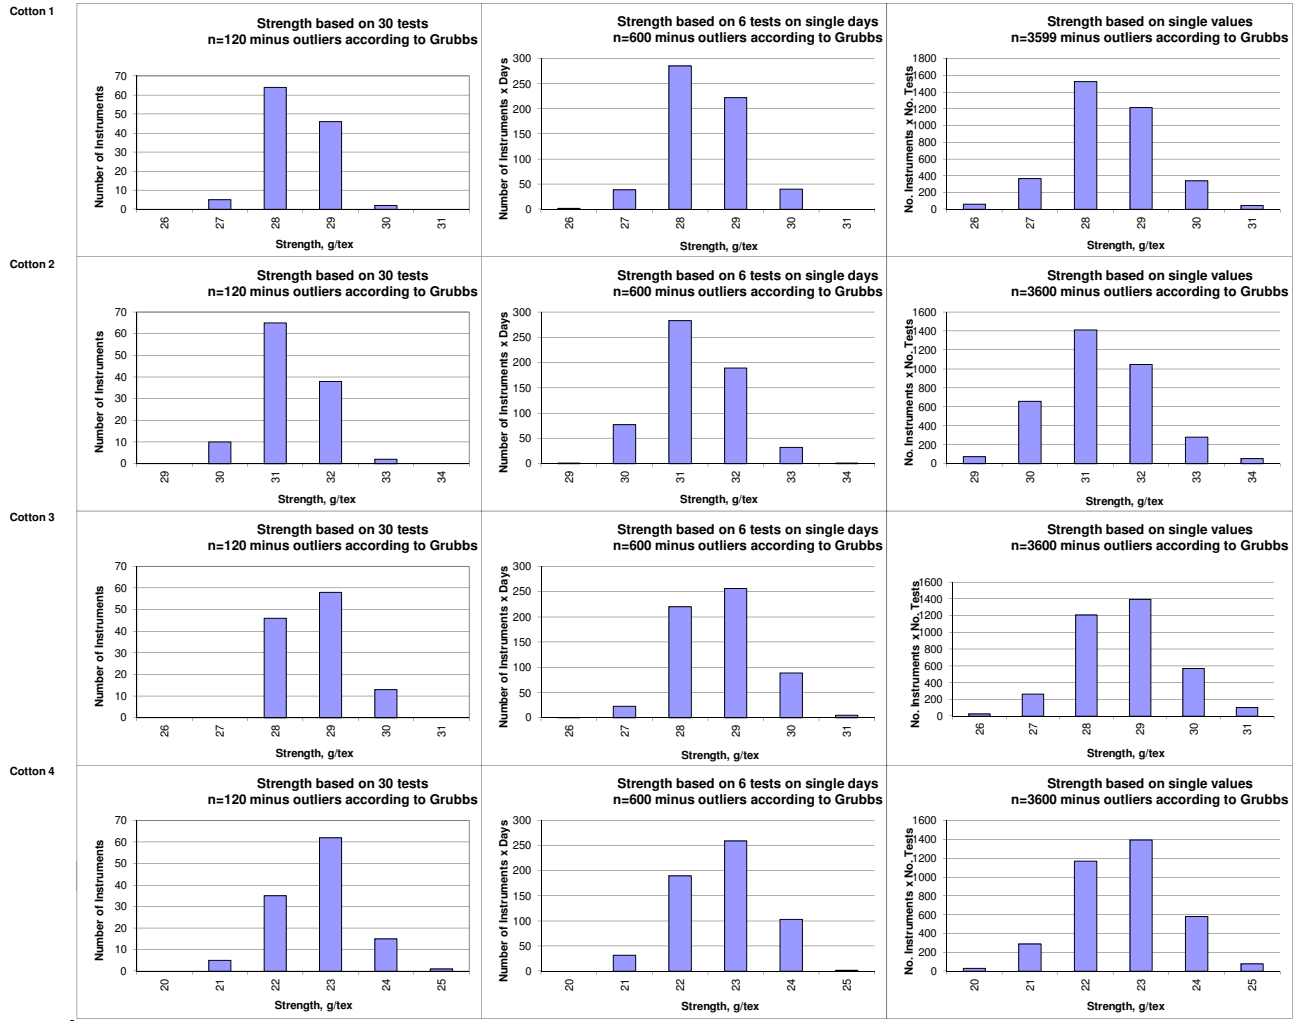 Cotton 1
Strength based on 30 tests
n=120 minus outliers according to Grubbs
Number of Instruments
70
60
50
40
30
20
10
0
26 27 28 29 30 31
Strength, g/tex
Strength based on 6 tests on single days
n=600 minus outliers according to Grubbs
Number of Instruments x Days
300
250
200
150
100
50
0
26 27 28 29 30 31
Strength, g/tex
Strength based on single values
n=3599 minus outliers according to Grubbs
No. Instruments x No. Tests
1800
1600
1400
1200
1000
800
600
400
200
0
26 27 28 29 30 31
Strength, g/tex
Cotton 2
Strength based on 30 tests
n=120 minus outliers according to Grubbs
Number of Instruments
70
60
50
40
30
20
10
0
29 30 31 32 33 34
Strength, g/tex
Strength based on 6 tests on single days
n=600 minus outliers according to Grubbs
Number of Instruments x Days
300
250
200
150
100
50
0
29 30 31 32 33 34
Strength, g/tex
Strength based on single values
n=3600 minus outliers according to Grubbs
No. Instruments x No. Tests
1600
1400
1200
1000
800
600
400
200
0
29 30 31 32 33 34
Strength, g/tex
Cotton 3
Strength based on 30 tests
n=120 minus outliers according to Grubbs
Number of Instruments
70
60
50
40
30
20
10
0
26 27 28 29 30 31
Strength, g/tex
Strength based on 6 tests on single days
n=600 minus outliers according to Grubbs
Number of Instruments x Days
300
250
200
150
100
50
0
26 27 28 29 30 31
Strength, g/tex
Strength based on single values
n=3600 minus outliers according to Grubbs
No. Instruments x No. Tests
1600
1400
1200
1000
800
600
400
200
0
26 27 28 29 30 31
Strength, g/tex
Cotton 4
Strength based on 30 tests
n=120 minus outliers according to Grubbs
Number of Instruments
70
60
50
40
30
20
10
0
20 21 22 23 24 25
Strength, g/tex
Strength based on 6 tests on single days
n=600 minus outliers according to Grubbs
Number of Instruments x Days
300
250
200
150
100
50
0
20 21 22 23 24 25
Strength, g/tex
Strength based on single values
n=3600 minus outliers according to Grubbs
No. Instruments x No. Tests
1600
1400
1200
1000
800
600
400
200
0
20 21 22 23 24 25
Strength, g/tex